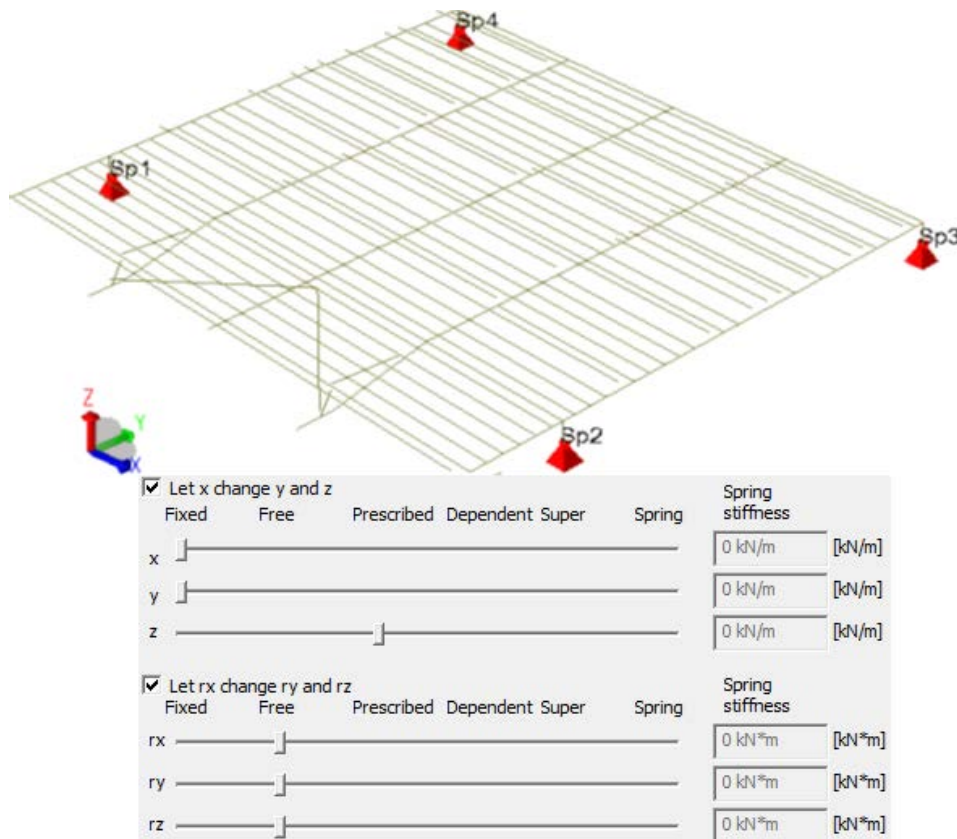 Sp4
Sp1
Sp3
Sp2
Z
Y
X
Let x change y and z
Spring stiffness
Fixed Free Prescribed Dependent Super Spring
x 0 kN/m [kN/m]
y 0 kN/m [kN/m]
z 0 kN/m [kN/m]
Let rx change ry and rz
Spring stiffness
Fixed Free Prescribed Dependent Super Spring
rx 0 kN*m [kN*m]
ry 0 kN*m [kN*m]
rz 0 kN*m [kN*m]